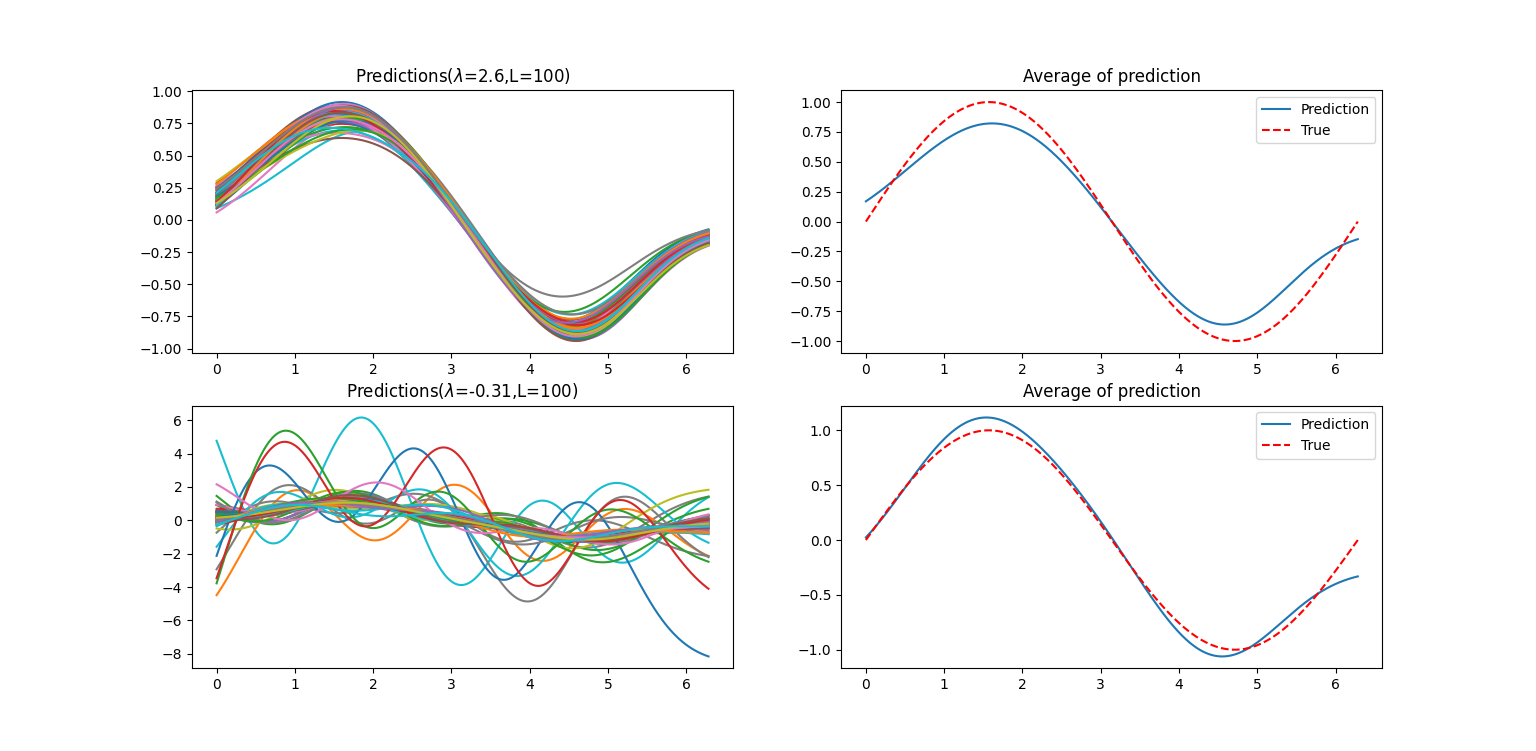 Predictions(λ=2.6,L=100)
1.00
0.75
0.50
0.25
0.00
−0.25
−0.50
−0.75
−1.00
0 1 2 3 4 5 6
Average of prediction
1.00
0.75
0.50
0.25
0.00
−0.25
−0.50
−0.75
−1.00
0 1 2 3 4 5 6
Prediction
True
Predictions(λ=-0.31,L=100)
6
4
2
0
−2
−4
−6
−8
0 1 2 3 4 5 6
Average of prediction
1.0
0.5
0.0
−0.5
−1.0
0 1 2 3 4 5 6
Prediction
True